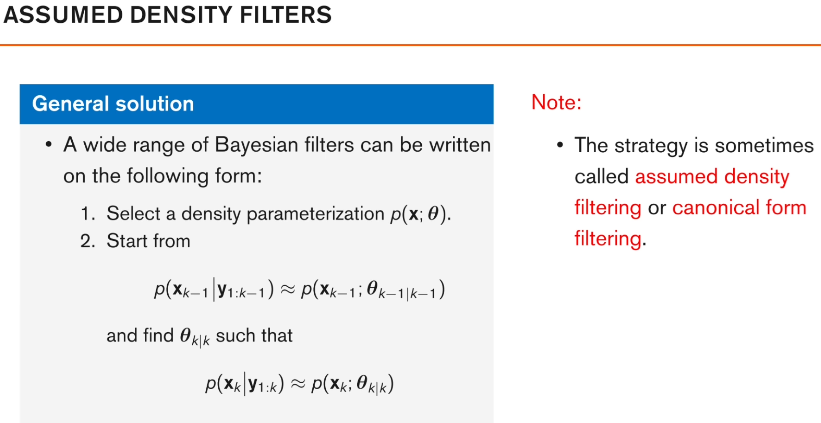 ASSUMED DENSITY FILTERS
General solution
• A wide range of Bayesian filters can be written
on the following form:
1. Select a density parameterization p(x; θ).
2. Start from
p(xₖ₋₁|y₁:ₖ₋₁) ≈ p(xₖ₋₁; θₖ₋₁|ₖ₋₁)
and find θₖ|ₖ such that
p(xₖ|y₁:ₖ) ≈ p(xₖ; θₖ|ₖ)
Note:
• The strategy is sometimes
called assumed density
filtering or canonical form
filtering.